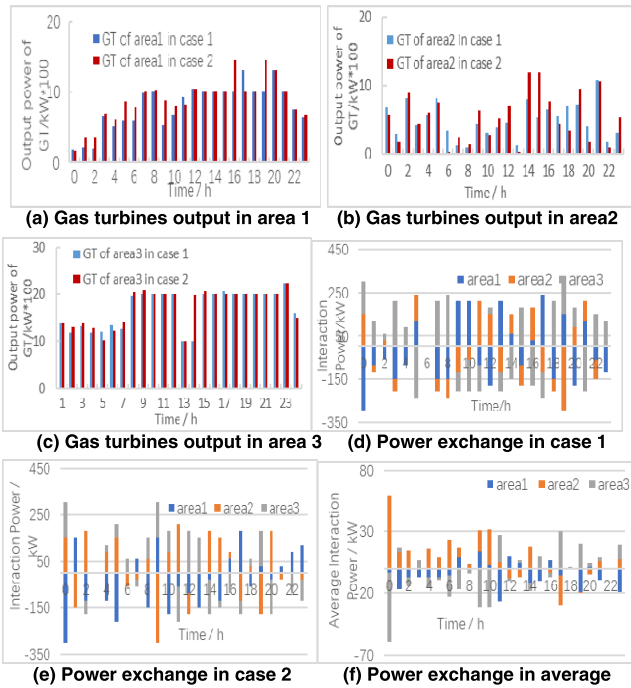 Output power of
GT/kW*100
20
10
0
GT of area1 in case 1
GT of area1 in case 2
0 2 4 6 8 10 12 14 16 18 20 22
Time / h
(a) Gas turbines output in area 1
Output power of
GT/kW*100
20
10
0
GT of area2 in case 1
GT of area2 in case 2
0 2 4 6 8 10 12 14 16 18 20 22
Time / h
(b) Gas turbines output in area2
Output power of
GT/kW*100
30
20
10
0
GT of area3 in case 1
GT of area3 in case 2
1 3 5 7 9 11 13 15 17 19 21 23
Time / h
(c) Gas turbines output in area 3
Interaction
Power/kW
450
250
50
-150
-350
area1 area2 area3
0 2 4 6 8 10 12 14 16 18 20 22
Time/h
(d) Power exchange in case 1
Interaction Power /
kW
450
350
250
150
50
-150
-350
area1 area2 area3
0 2 4 6 8 10 12 14 16 18 20 22
Time / h
(e) Power exchange in case 2
Average Interaction
Power / kW
80
30
-20
-70
area1 area2 area3
0 2 4 6 8 10 12 14 16 18 20 22
Time / h
(f) Power exchange in average